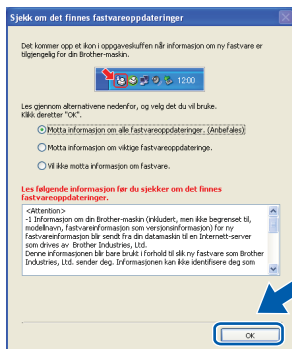 Sjekk om det finnes fastvareoppdateringer
Det kommer opp et ikon i oppgaveskuffen når informasjon om ny fastvare er
tilgjengelig for din Brother-maskin.
12:00
Les gjennom alternativene nedenfor, og velg det du vil bruke.
Klikk deretter "OK".
Motta informasjon om alle fastvareoppdateringer. (Anbefales)
Motta informasjon om viktige fastvareoppdateringe.
Vil ikke motta informasjon om fastvare.
Les følgende informasjon før du sjekker om det finnes
fastvareoppdateringer.
<Attention>
-1 Informasjon om din Brother-maskin (inkludert, men ikke begrenset til,
modellnavn, fastvareinformasjon som versjonsinformasjon) for ny
fastvareinformasjon blir sendt fra din datamaskin til en Internett-server
som drives av Brother Industries, Ltd.
Denne informasjonen blir bare brukt i forhold til slik ny fastvare som Brother
Industries, Ltd. sender deg. Informasjonen kan ikke identifisere deg som
OK